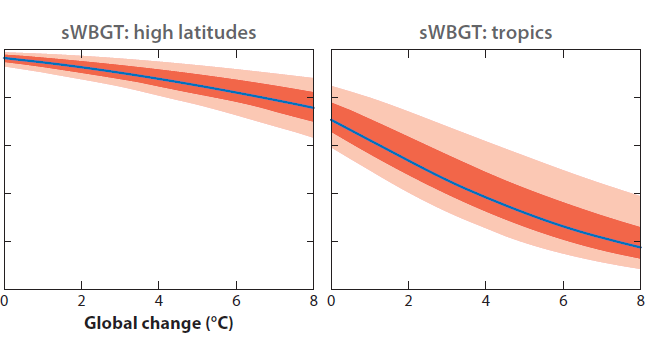 sWBGT: high latitudes
sWBGT: tropics
0 2 4 6 8
0 2 4 6 8
Global change (°C)